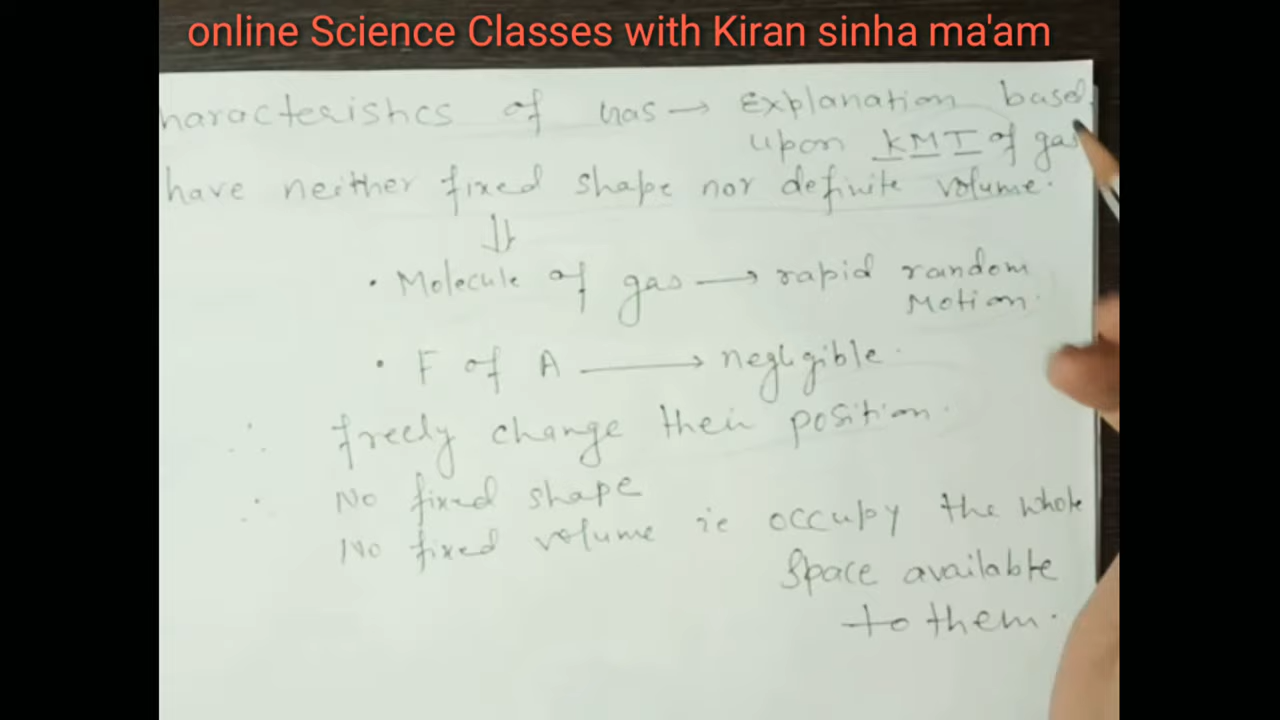 online Science Classes with Kiran sinha ma'am
haracteristics of Gas → Explanation based
upon KMT of gas
have neither fixed shape nor definite volume.
⇓
• Molecule of gas → rapid random
Motion.
• F of A → negligible.
∴ freely change their position.
∴ No fixed shape
No fixed volume ie occupy the whole
space available
to them.